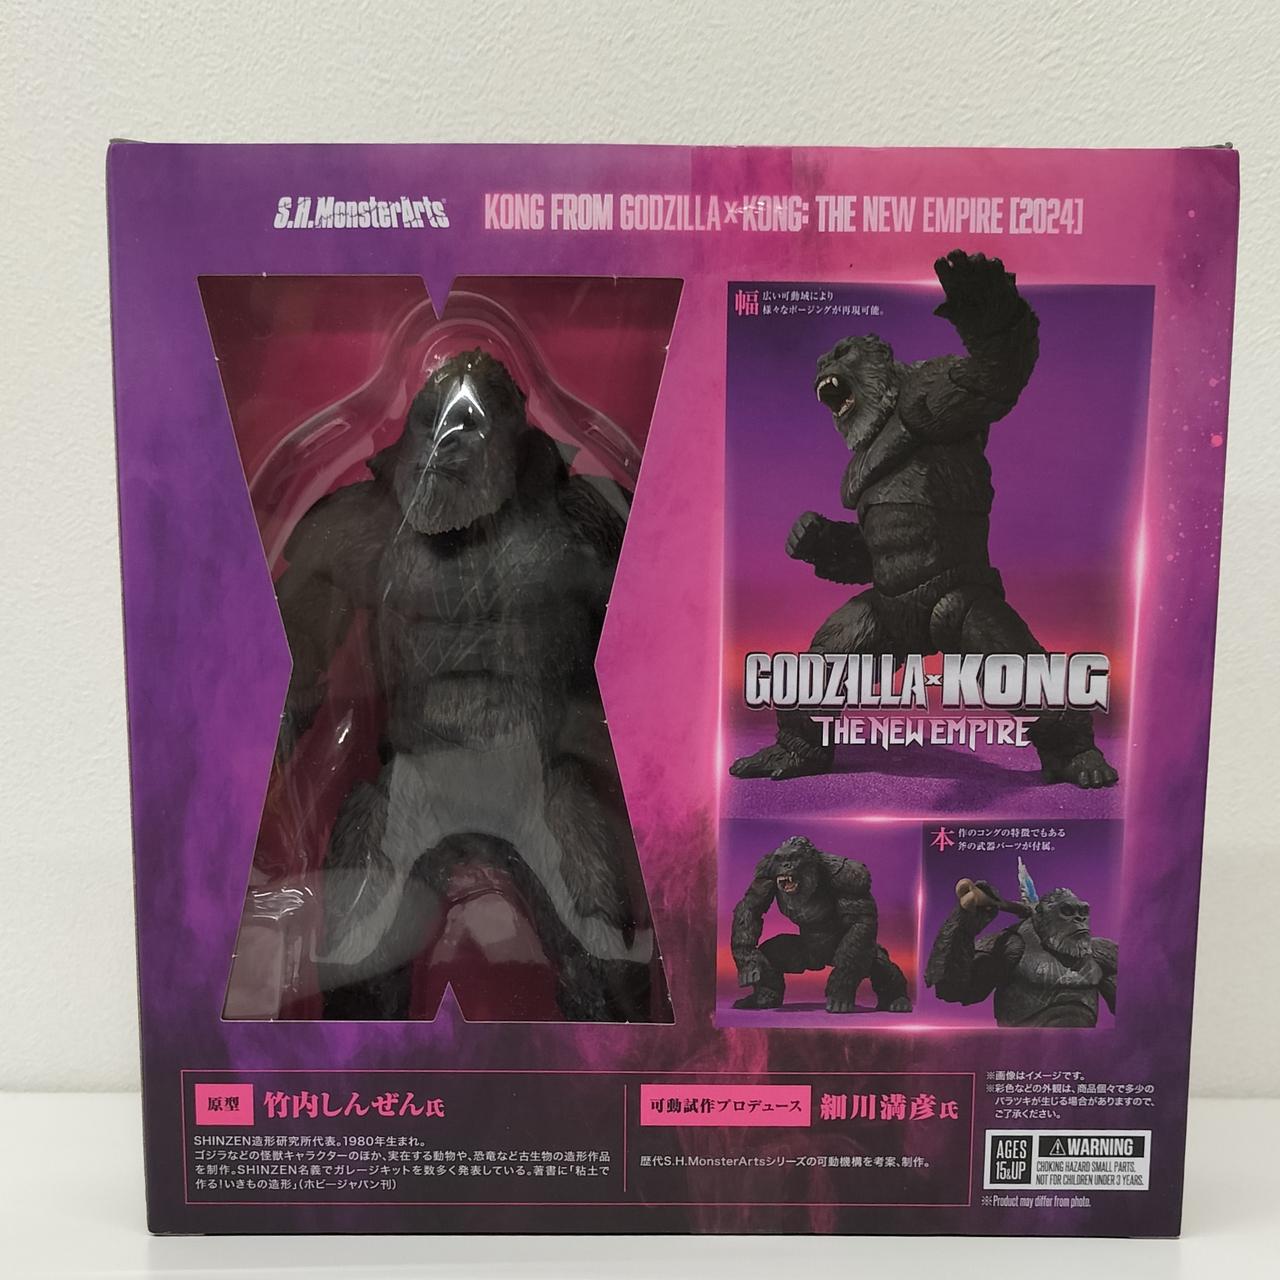 S.H.MonsterArts
KONG FROM GODZILLA x KONG: THE NEW EMPIRE [2024]
幅広い可動域により
様々なポージングが再現可能。
GODZILLA x KONG
THE NEW EMPIRE
本作のコングの特徴でもある
斧の武器パーツが付属。
原型 竹内しんぜん氏
SHINZEN造形研究所代表。1980年生まれ。
ゴジラなどの怪獣キャラクターのほか、実在する動物や、恐竜など古生物の造形作品
を制作。SHINZEN名義でガレージキットを数多く発表している。著書に「粘土で
作る!いきもの造形」(ホビージャパン刊)
可動試作プロデュース 細川満彦氏
歴代S.H.MonsterArtsシリーズの可動機構を考案、制作。
※画像はイメージです。
※彩色などの外観は、商品個々で多少の
バラツキが生じる場合がありますので、
ご了承ください。
AGES
15&UP
WARNING
CHOKING HAZARD SMALL PARTS.
NOT FOR CHILDREN UNDER 3 YEARS.
※Product may differ from photo.